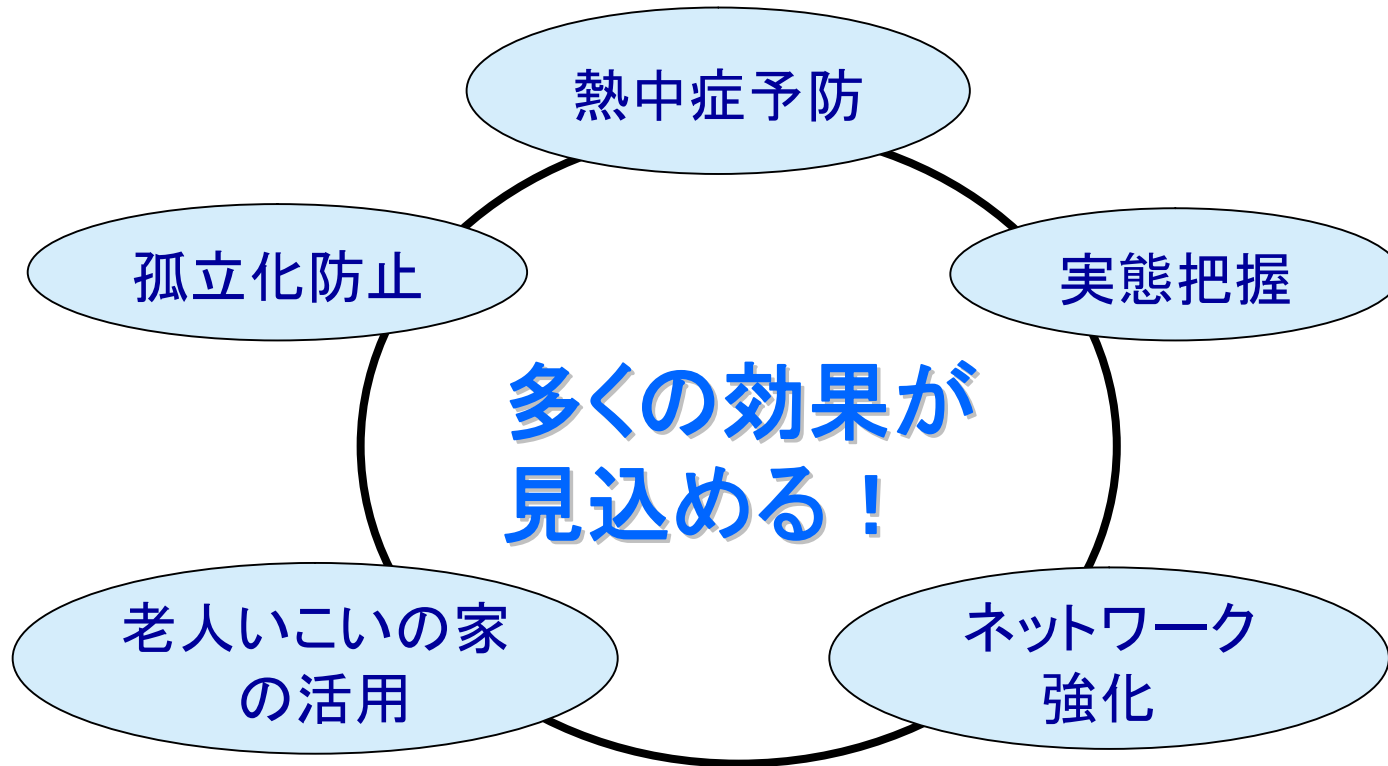 熱中症予防
孤立化防止
実態把握
多くの効果が
見込める！
老人いこいの家
の活用
ネットワーク
強化